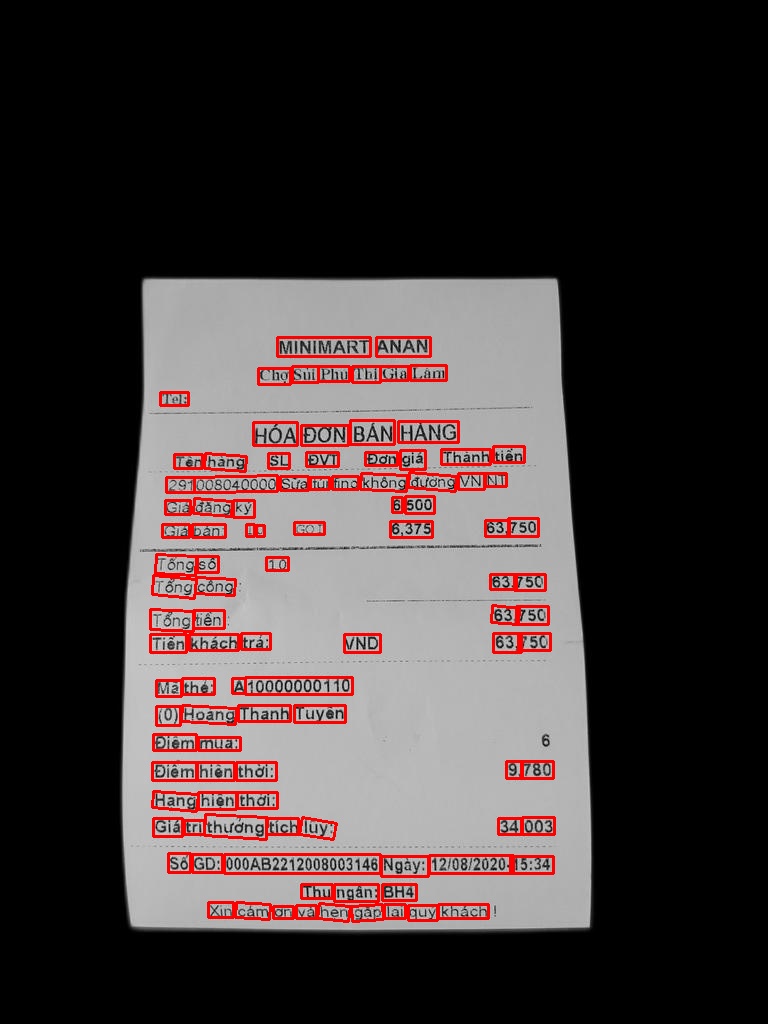 MINIMART ANAN
Chợ Sủi Phú Thị Gia Lâm
Tel:
HÓA ĐƠN BÁN HÀNG
Tên hàng SL ĐVT Đơn giá Thành tiền
291008040000 Sữa túi fino không đường VN NT
Giá đăng ký 6,500
Giá bán: 10 GOI 6,375 63,750
Tổng số 10
Tổng cộng : 63,750
Tổng tiền : 63,750
Tiền khách trả: VND 63,750
Mã thẻ: A10000000110
(0) Hoàng Thanh Tuyên
Điểm mua: 6
Điểm hiện thời: 9,780
Hạng hiện thời:
Giá trị thưởng tích lũy: 34,003
Số GD: 000AB2212008003146 Ngày: 12/08/2020-15:34
Thu ngân: BH4
Xin cảm ơn và hẹn gặp lại quý khách !